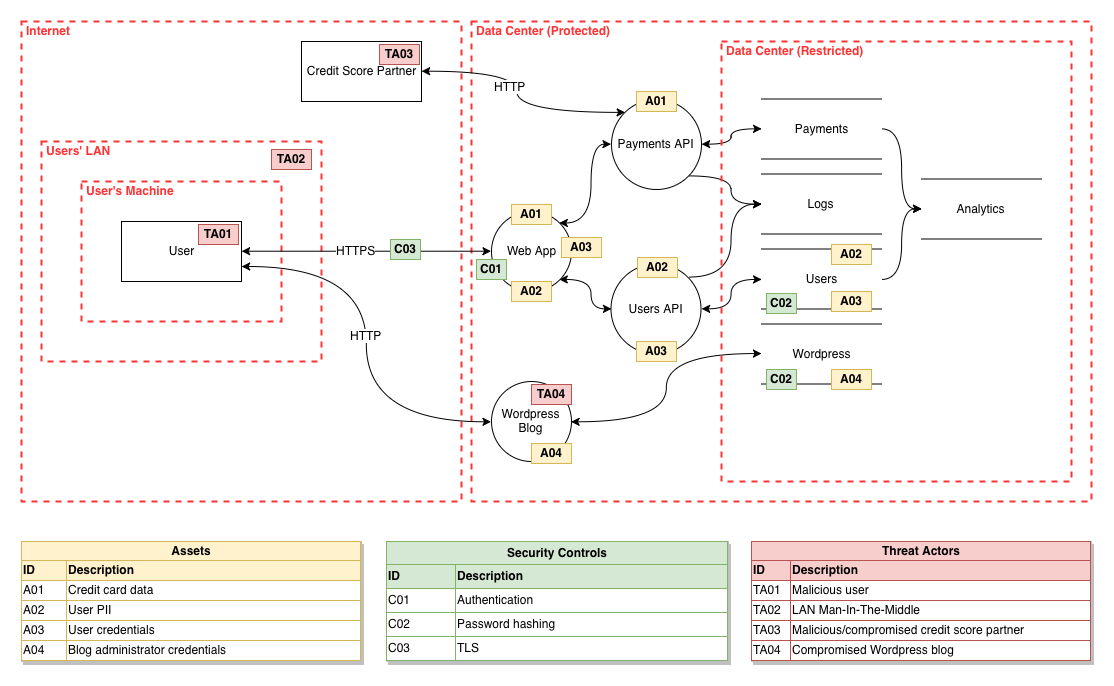 Internet
Data Center (Protected)
Data Center (Restricted)
TA03
Credit Score Partner
HTTP
A01
Payments API
Payments
Users' LAN
TA02
User's Machine
TA01
User
HTTPS
C03
A01
Web App
A03
C01
A02
Logs
Analytics
A02
Users API
A03
A02
Users
C02
A03
HTTP
Wordpress
C02
A04
TA04
Wordpress
Blog
A04
Assets
ID Description
A01 Credit card data
A02 User PII
A03 User credentials
A04 Blog administrator credentials
Security Controls
ID Description
C01 Authentication
C02 Password hashing
C03 TLS
Threat Actors
ID Description
TA01 Malicious user
TA02 LAN Man-In-The-Middle
TA03 Malicious/compromised credit score partner
TA04 Compromised Wordpress blog